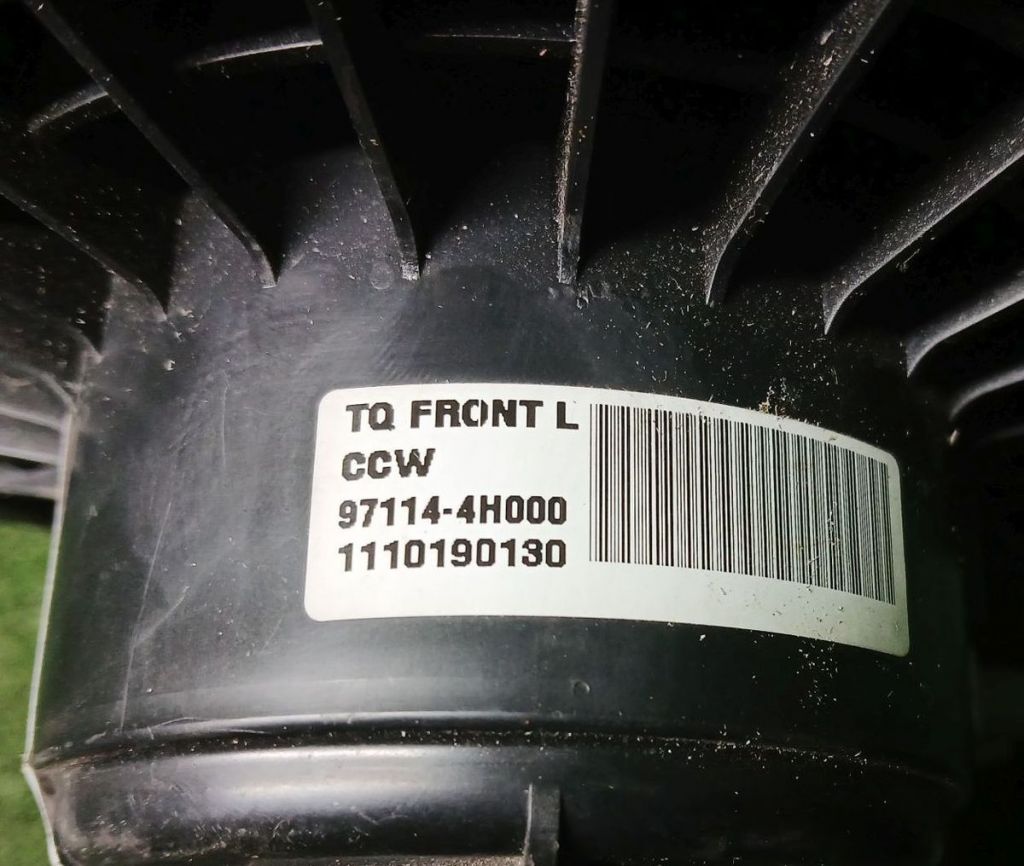 TQ FRONT L
CCW
97114-4H000
1110190130